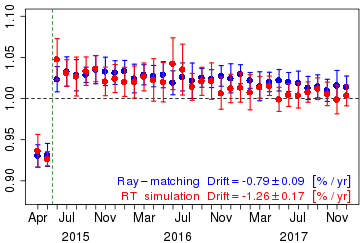 1.10
1.05
1.00
0.95
0.90
Ray−matching Drift=−0.79±0.09 [%/yr]
RT simulation Drift=−1.26±0.17 [%/yr]
Apr Jul Nov Mar Jul Nov Mar Jul Nov
2015 2016 2017